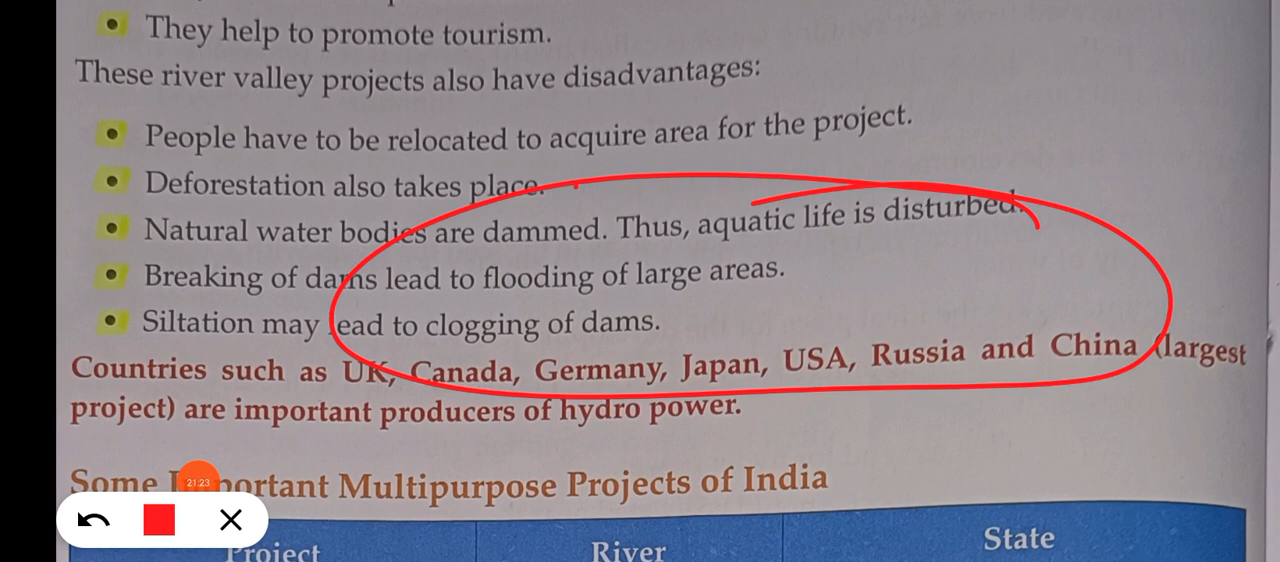 They help to promote tourism.
These river valley projects also have disadvantages:
People have to be relocated to acquire area for the project.
Deforestation also takes place.
Natural water bodies are dammed. Thus, aquatic life is disturbed.
Breaking of dams lead to flooding of large areas.
Siltation may lead to clogging of dams.
Countries such as UK, Canada, Germany, Japan, USA, Russia and China (largest
project) are important producers of hydro power.
Some Important Multipurpose Projects of India
21:23
Project River State